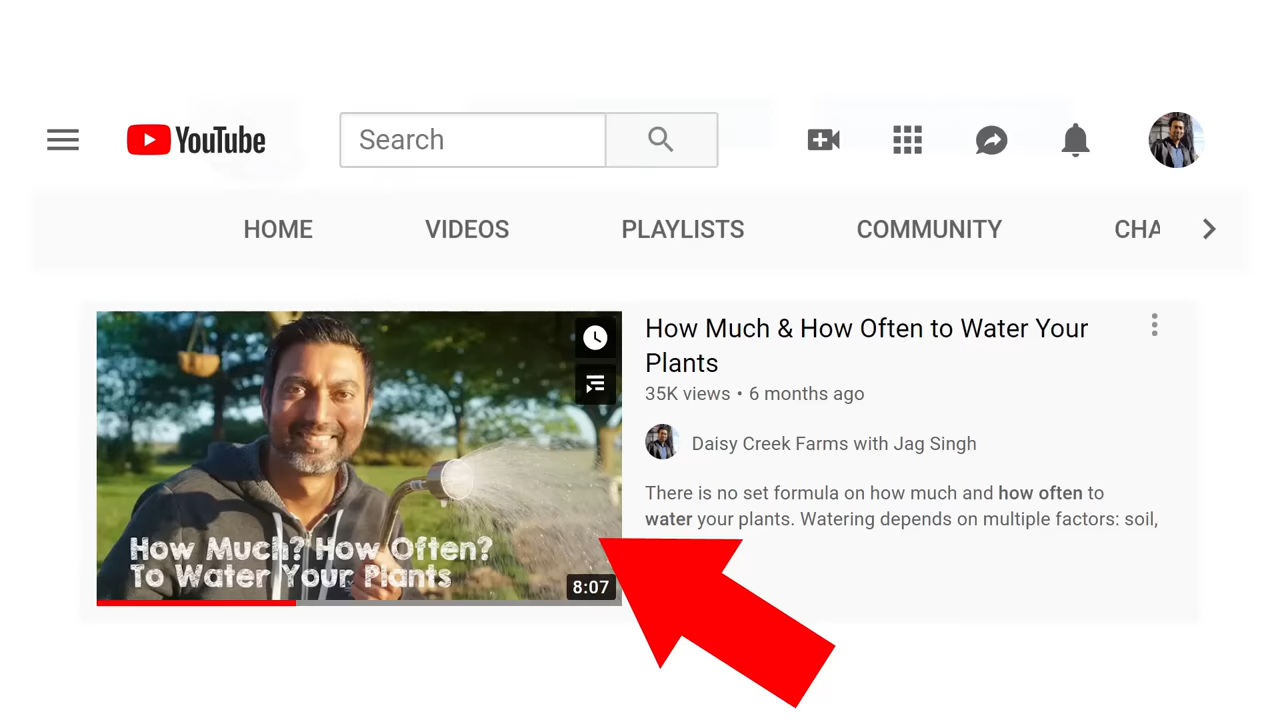 YouTube
Search
HOME
VIDEOS
PLAYLISTS
COMMUNITY
CHA
How Much? How Often?
To Water Your Plants
8:07
How Much & How Often to Water Your
Plants
35K views • 6 months ago
Daisy Creek Farms with Jag Singh
There is no set formula on how much and how often to
water your plants. Watering depends on multiple factors: soil,